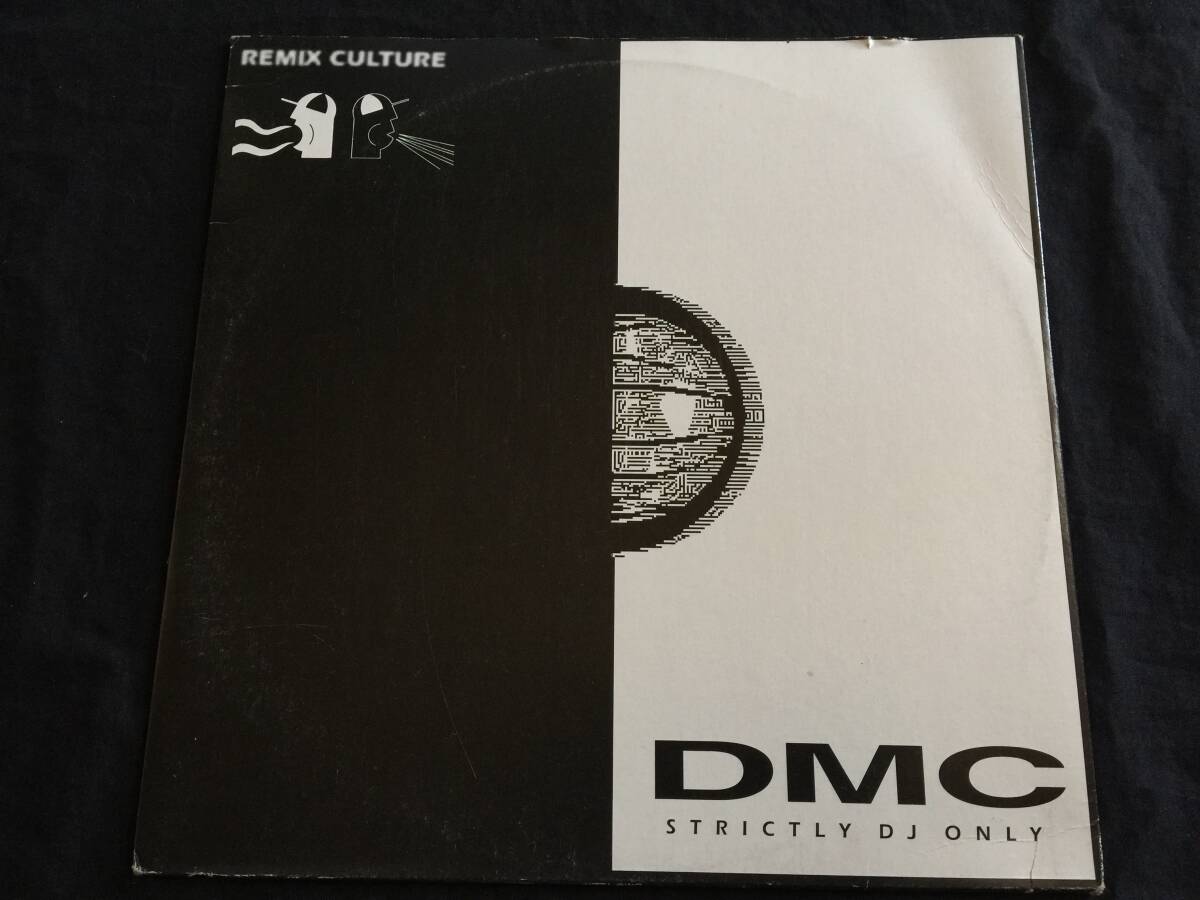 REMIX CULTURE
DMC
STRICTLY DJ ONLY